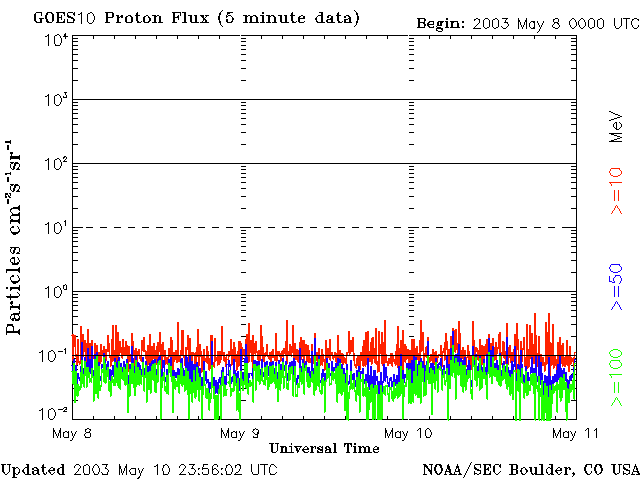 GOES10 Proton Flux (5 minute data) Begin: 2003 May 8 0000 UTC
Particles cm⁻²s⁻¹sr⁻¹
10⁴
10³
10²
10¹
10⁰
10⁻¹
10⁻²
May 8 May 9 May 10 May 11
Universal Time
>=10 MeV
>=50
>=100
Updated 2003 May 10 23:56:02 UTC NOAA/SEC Boulder, CO USA